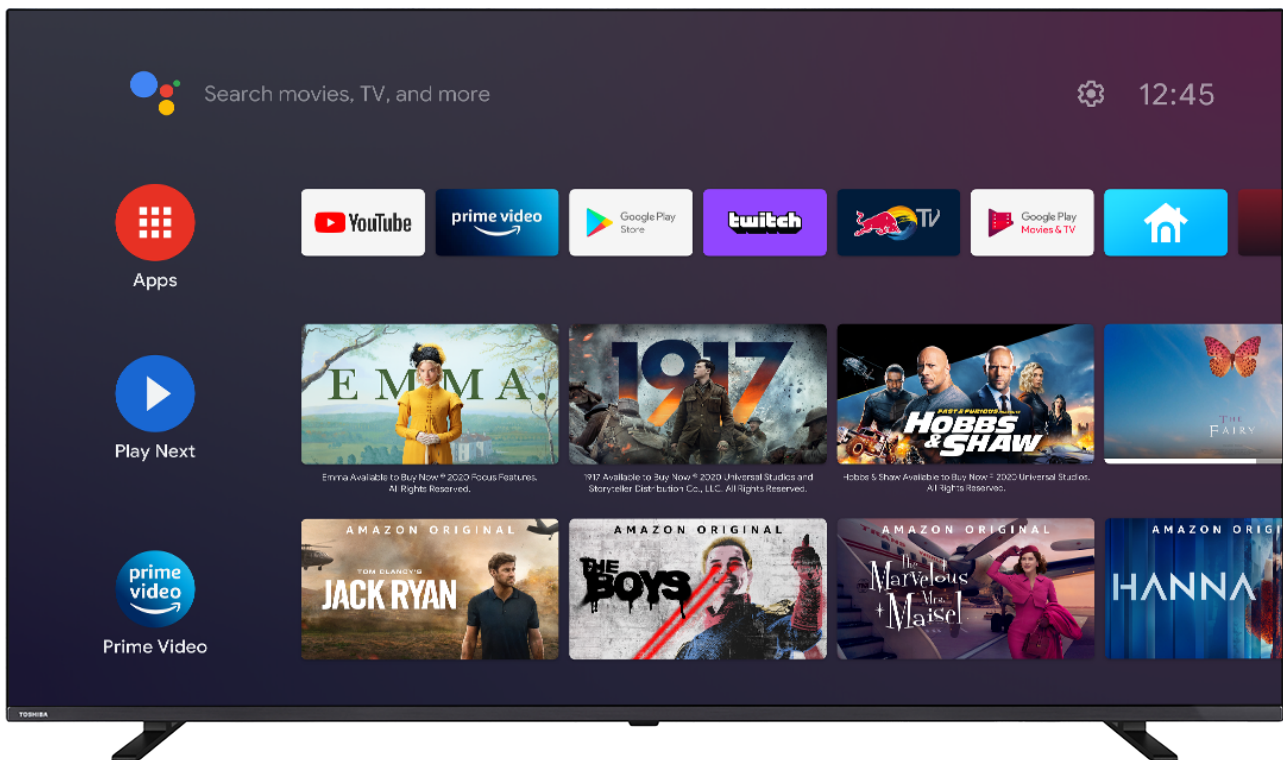 Search movies, TV, and more
12:45
Apps
YouTube
prime video
Google Play
Store
twitch
TV
Google Play
Movies & TV
Play Next
EMMA.
1917
FAST & FURIOUS
HOBBS
& SHAW
THE
FAIRY
Emma Available to Buy Now © 2020 Focus Features.
All Rights Reserved.
1917 Available to Buy Now © 2020 Universal Studios and
Storyteller Distribution Co., LLC. All Rights Reserved.
Hobbs & Shaw Available to Buy Now © 2020 Universal Studios.
All Rights Reserved.
prime
video
Prime Video
AMAZON ORIGINAL
TOM CLANCY'S
JACK RYAN
AMAZON ORIGINAL
THE
BOYS
AMAZON ORIGINAL
The
Marvelous
Mrs.
Maisel
AMAZON ORIG
HANNA
TOSHIBA